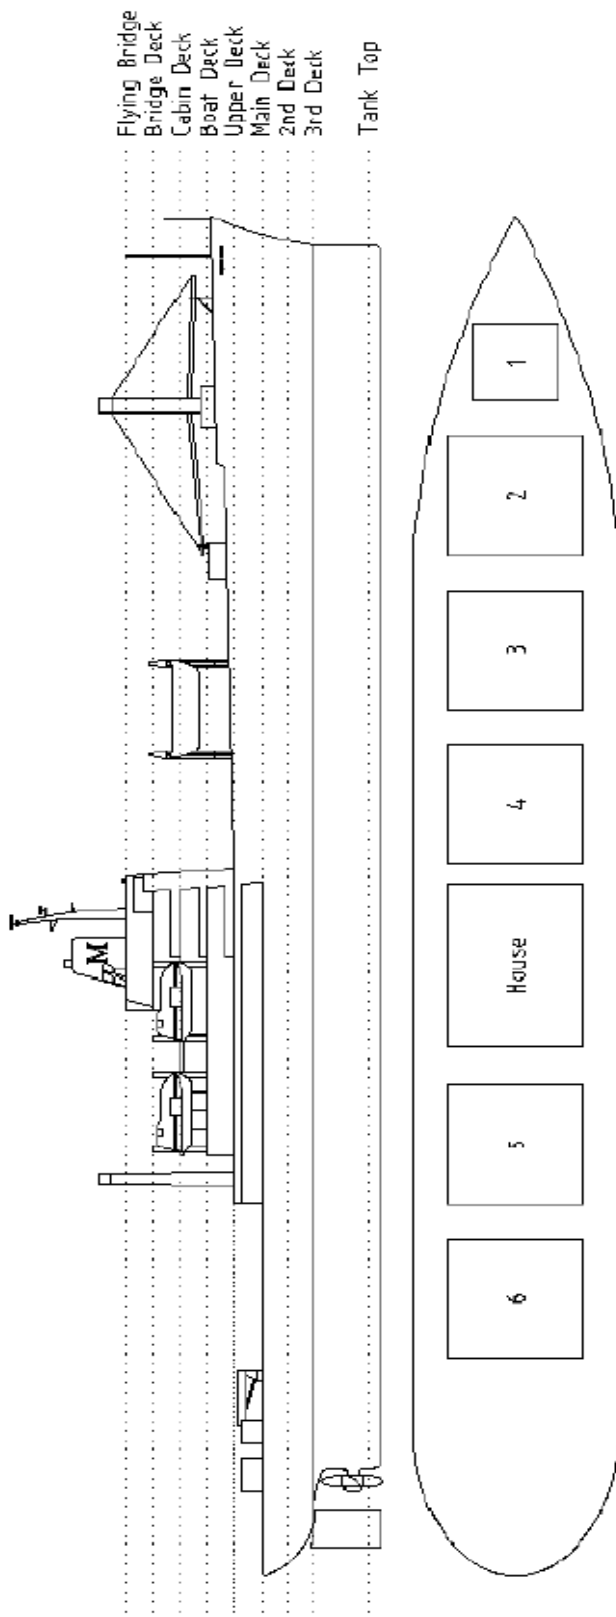 Flying Bridge
Bridge Deck
Cabin Deck
Boat Deck
Upper Deck
Main Deck
2nd Deck
3rd Deck
Tank Top
M
1
2
3
4
House
5
6